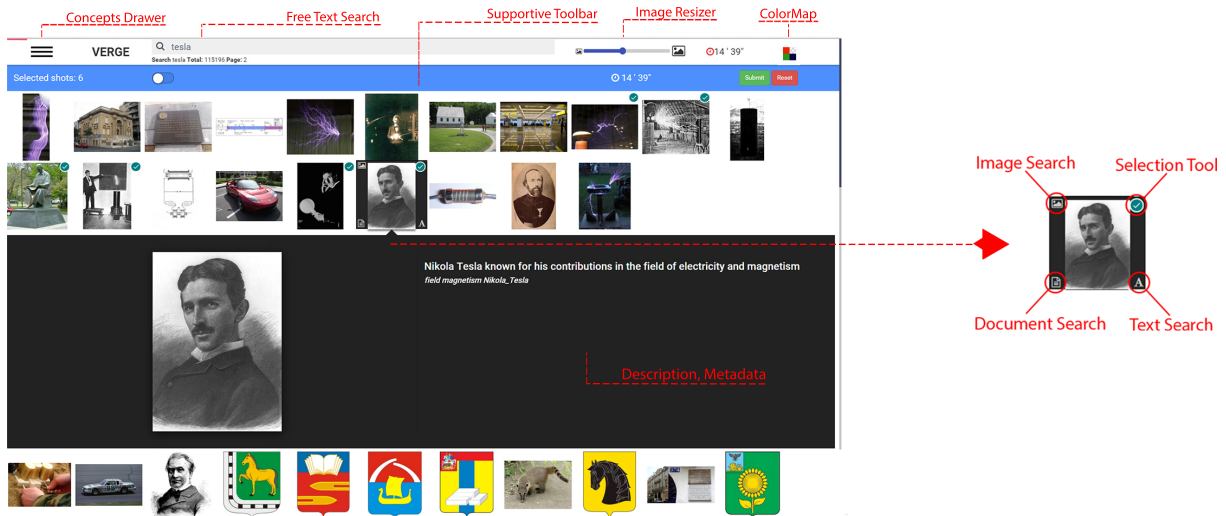 Concepts Drawer
Free Text Search
Supportive Toolbar
Image Resizer
ColorMap
VERGE
tesla
14 ' 39"
Search tesla Total: 115196 Page: 2
Selected shots: 6
14 ' 39"
Submit
Reset
Image Search
Selection Tool
Nikola Tesla known for his contributions in the field of electricity and magnetism
field magnetism Nikola_Tesla
A
A
Document Search
Text Search
Description, Metadata